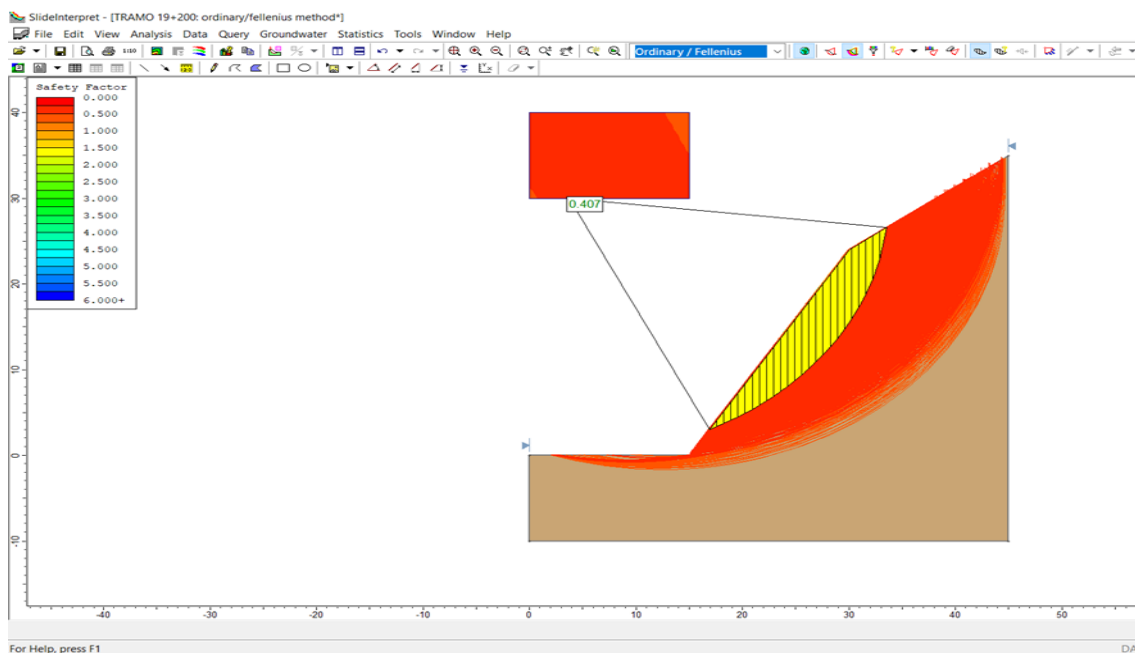 SlideInterpret - [TRAMO 19+200: ordinary/fellenius method*]
File Edit View Analysis Data Query Groundwater Statistics Tools Window Help
Ordinary / Fellenius
Safety Factor
0.000
0.500
1.000
1.500
2.000
2.500
3.000
3.500
4.000
4.500
5.000
5.500
6.000+
0.407
40
30
20
10
0
-10
-40 -30 -20 -10 0 10 20 30 40 50
For Help, press F1
DA